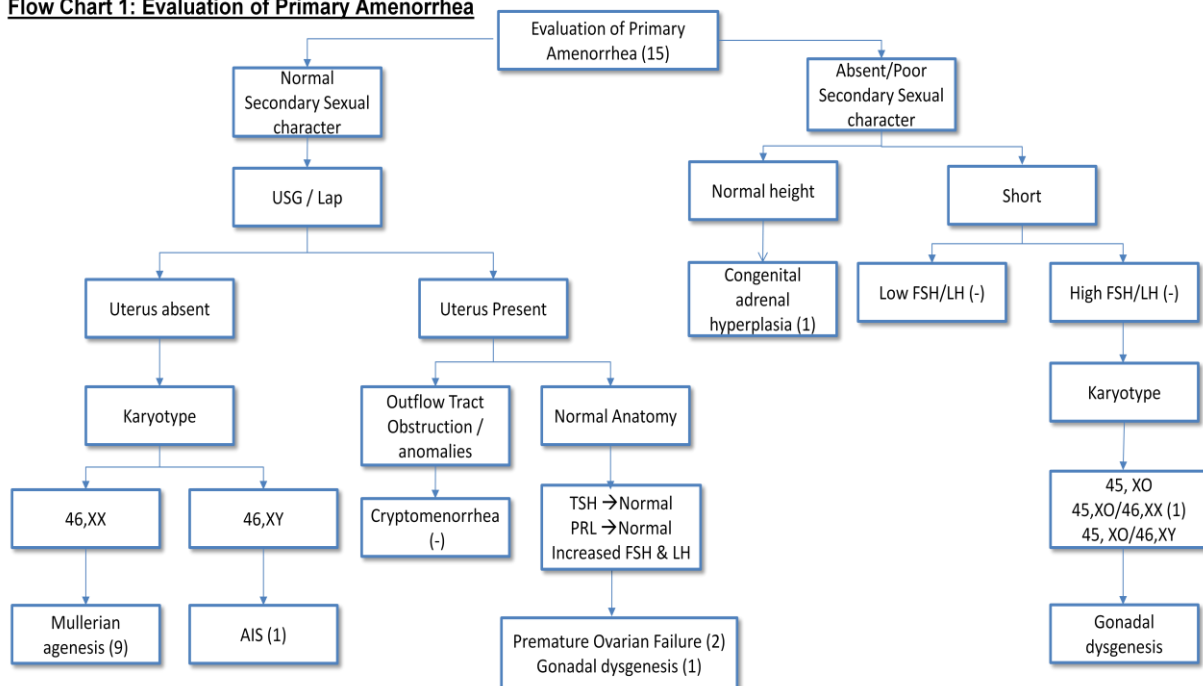 Flow Chart 1: Evaluation of Primary Amenorrhea
Evaluation of Primary
Amenorrhea (15)
Normal
Secondary Sexual
character
Absent/Poor
Secondary Sexual
character
USG / Lap
Normal height
Short
Uterus absent
Uterus Present
Congenital
adrenal
hyperplasia (1)
Low FSH/LH (-)
High FSH/LH (-)
Karyotype
Outflow Tract
Obstruction /
anomalies
Normal Anatomy
Karyotype
46,XX
46,XY
Cryptomenorrhea
(-)
TSH →Normal
PRL →Normal
Increased FSH & LH
45, XO
45,XO/46,XX (1)
45, XO/46,XY
Mullerian
agenesis (9)
AIS (1)
Premature Ovarian Failure (2)
Gonadal dysgenesis (1)
Gonadal
dysgenesis